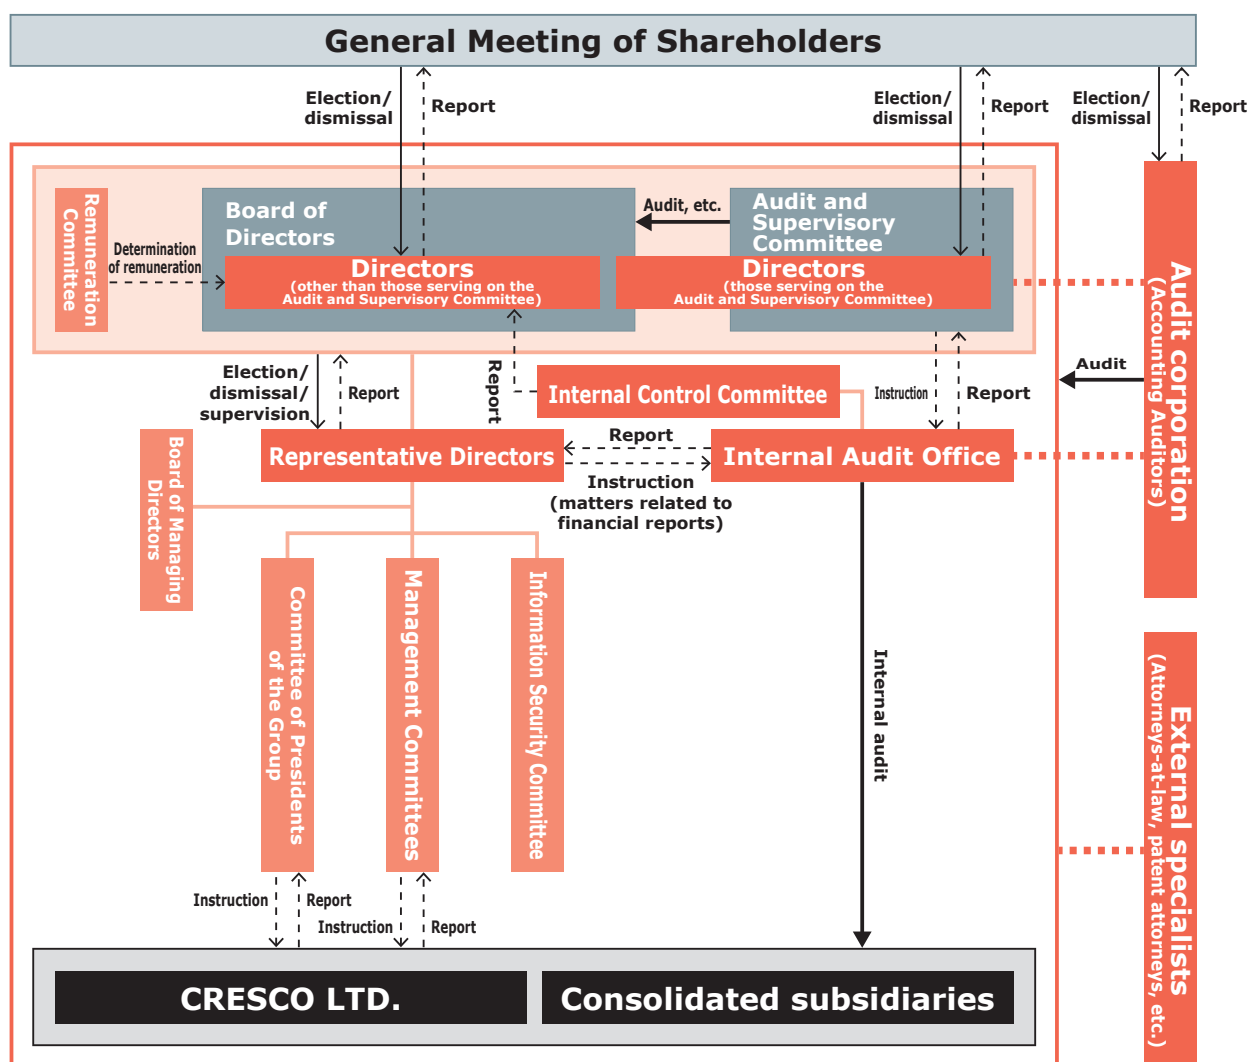 General Meeting of Shareholders
Election/
dismissal
Report
Election/
dismissal
Report
Election/
dismissal
Report
Remuneration
Committee
Determination
of remuneration
Board of
Directors
Audit, etc.
Audit and
Supervisory
Committee
Directors
(other than those serving on the
Audit and Supervisory Committee)
Directors
(those serving on the
Audit and Supervisory Committee)
Audit corporation
(Accounting Auditors)
Audit
Election/
dismissal/
supervision
Report
Report
Internal Control Committee
Instruction
Report
Board of Managing
Directors
Representative Directors
Report
Instruction
(matters related to
financial reports)
Internal Audit Office
Committee of Presidents
of the Group
Management Committees
Information Security Committee
Internal audit
External specialists
(Attorneys-at-law, patent attorneys, etc.)
Instruction
Report
Instruction
Report
CRESCO LTD.
Consolidated subsidiaries